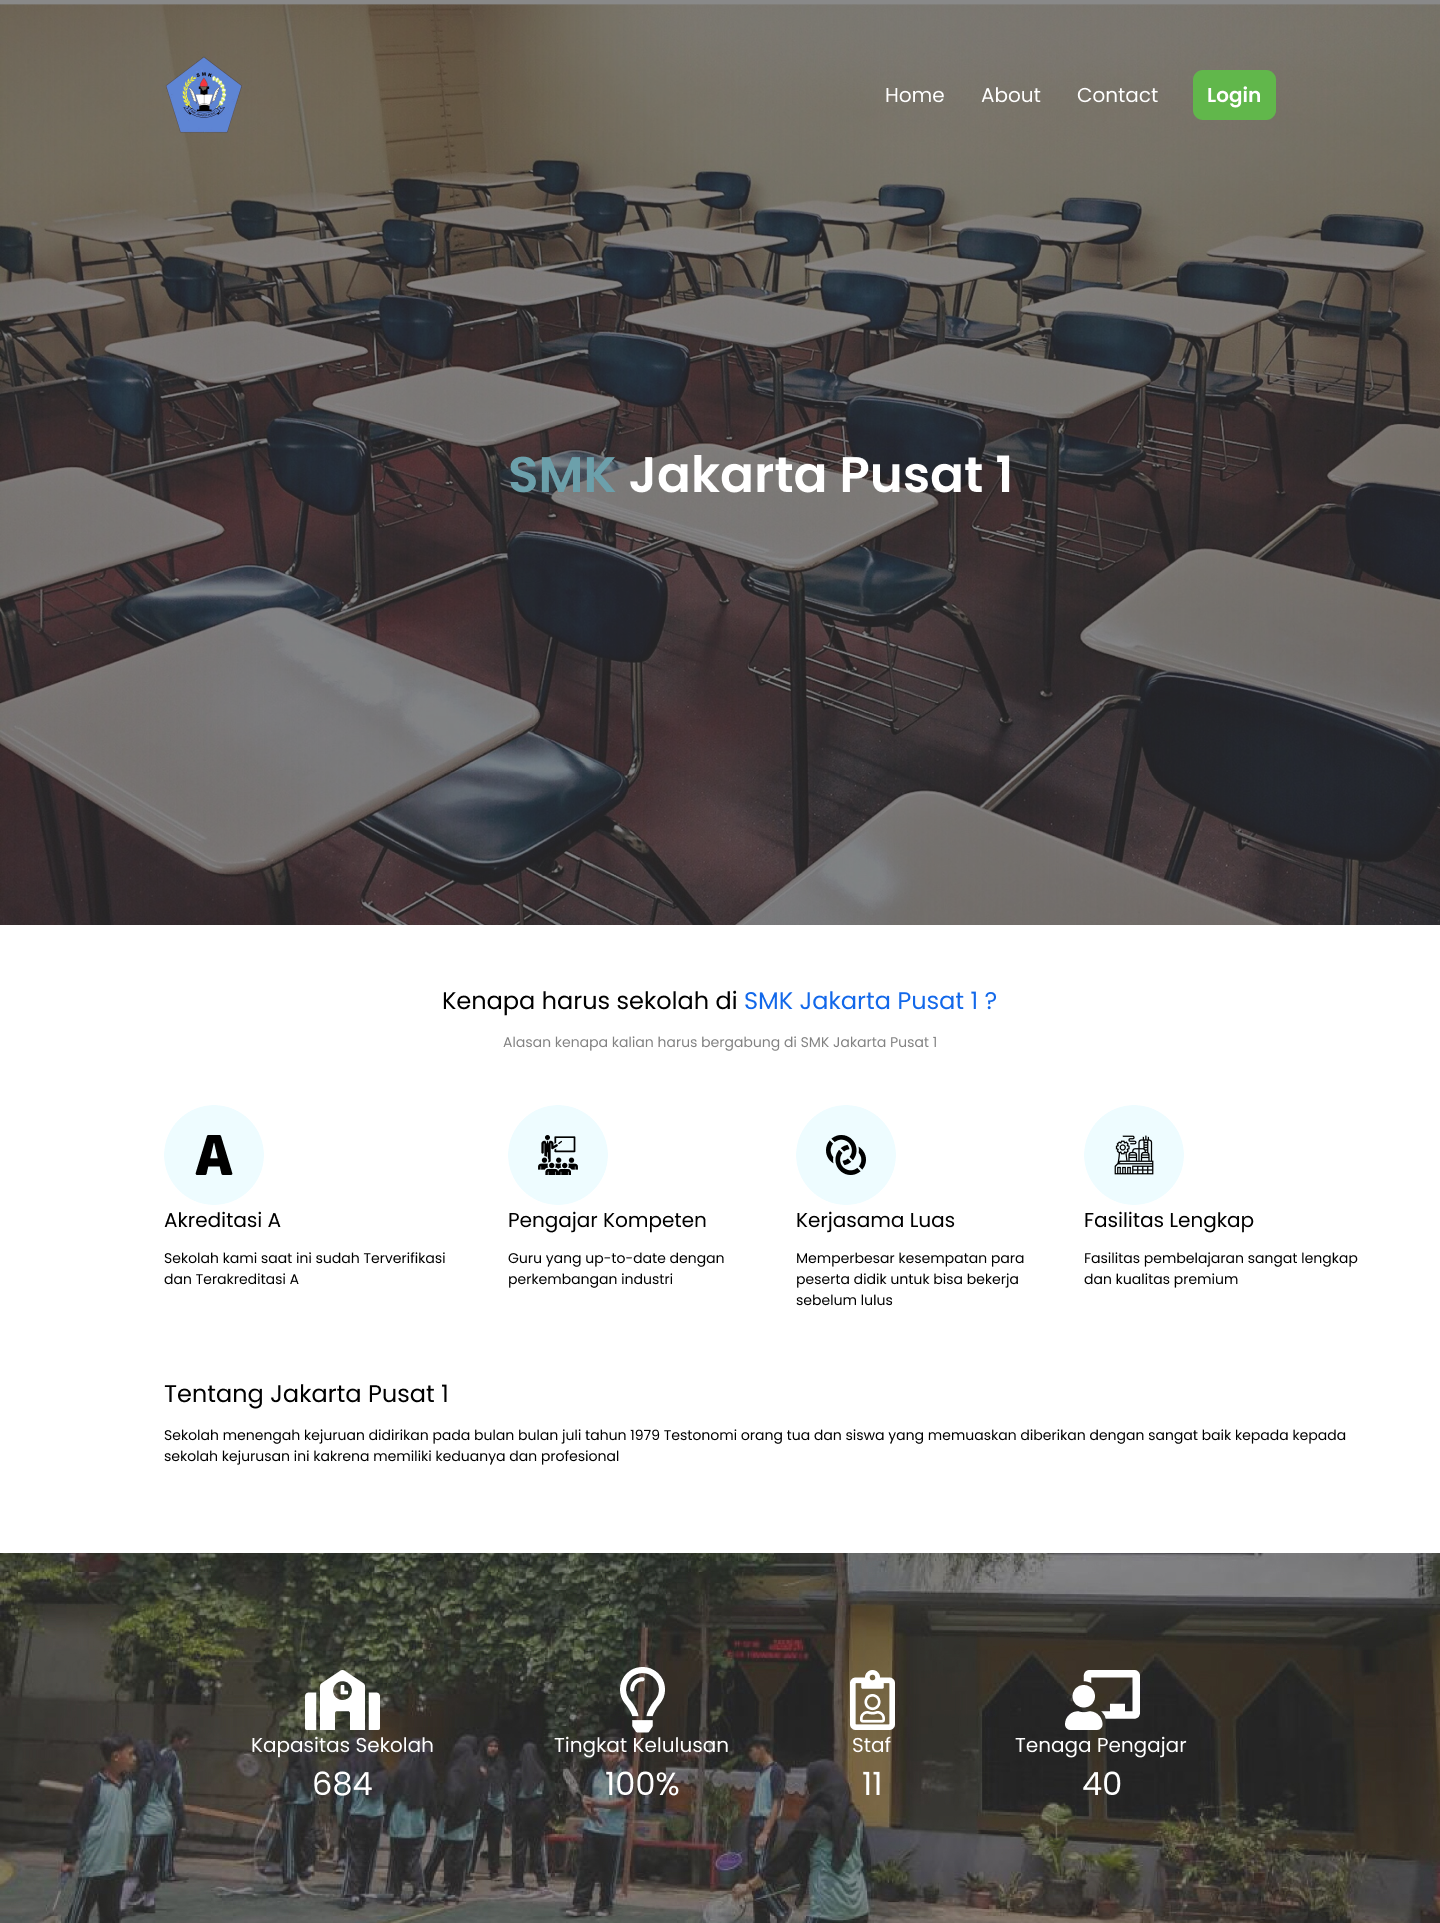 SMK
Home About Contact Login
SMK Jakarta Pusat 1
Kenapa harus sekolah di SMK Jakarta Pusat 1 ?
Alasan kenapa kalian harus bergabung di SMK Jakarta Pusat 1
A
Akreditasi A
Sekolah kami saat ini sudah Terverifikasi
dan Terakreditasi A
Pengajar Kompeten
Guru yang up-to-date dengan
perkembangan industri
Kerjasama Luas
Memperbesar kesempatan para
peserta didik untuk bisa bekerja
sebelum lulus
Fasilitas Lengkap
Fasilitas pembelajaran sangat lengkap
dan kualitas premium
Tentang Jakarta Pusat 1
Sekolah menengah kejuruan didirikan pada bulan bulan juli tahun 1979 Testonomi orang tua dan siswa yang memuaskan diberikan dengan sangat baik kepada kepada
sekolah kejurusan ini kakrena memiliki keduanya dan profesional
Kapasitas Sekolah
684
Tingkat Kelulusan
100%
Staf
11
Tenaga Pengajar
40